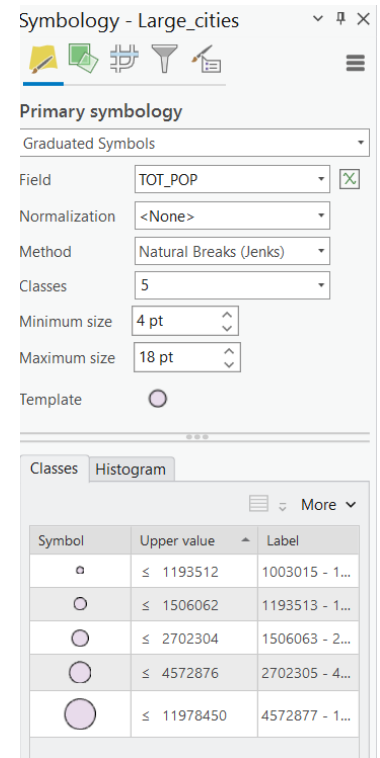 Symbology - Large_cities
Primary symbology
Graduated Symbols
Field TOT_POP
Normalization <None>
Method Natural Breaks (Jenks)
Classes 5
Minimum size 4 pt
Maximum size 18 pt
Template
Classes Histogram
More
Symbol Upper value Label
≤ 1193512 1003015 - 1...
≤ 1506062 1193513 - 1...
≤ 2702304 1506063 - 2...
≤ 4572876 2702305 - 4...
≤ 11978450 4572877 - 1...